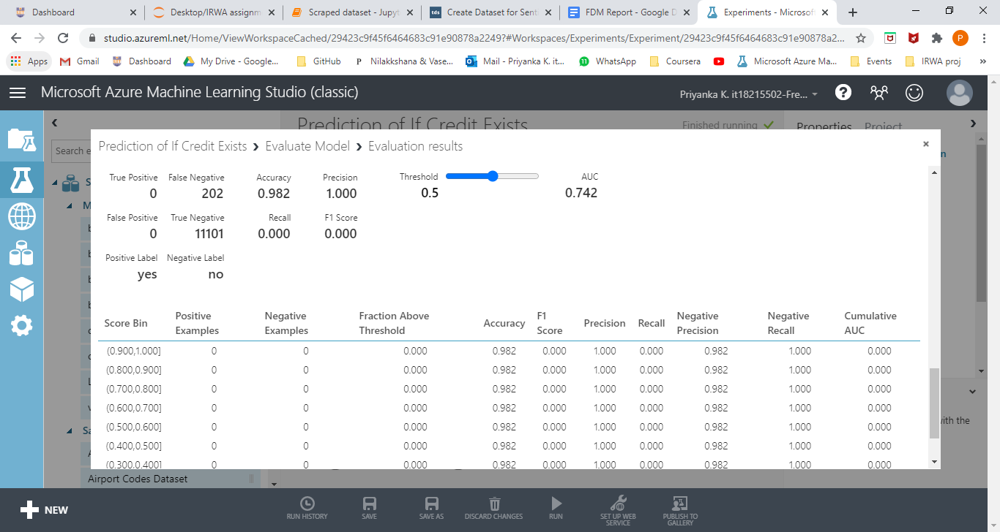 Dashboard
Desktop/IRWA assignm
Scraped dataset - Jupyt
tds
Create Dataset for Senti
FDM Report - Google D
Experiments - Microsof
studio.azureml.net/Home/ViewWorkspaceCached/29423c9f45f6464683c91e90878a2249?#Workspaces/Experiments/Experiment/29423c9f45f6464683c91e90878a2...
P
Apps
Gmail
Dashboard
My Drive - Google...
GitHub
P Nilakkshana & Vase...
Mail - Priyanka K. it...
11 WhatsApp
Coursera
Microsoft Azure Ma...
Events
IRWA proj
»
Microsoft Azure Machine Learning Studio (classic)
Priyanka K. it18215502-Fre...
Prediction of If Credit Exists
Finished running
Properties Project
Search e
Prediction of If Credit Exists > Evaluate Model > Evaluation results
True Positive False Negative Accuracy Precision Threshold AUC
0 202 0.982 1.000 0.5 0.742
False Positive True Negative Recall F1 Score
0 11101 0.000 0.000
Positive Label Negative Label
yes no
Score Bin Positive Examples Negative Examples Fraction Above Threshold Accuracy F1 Score Precision Recall Negative Precision Negative Recall Cumulative AUC
(0.900,1.000] 0 0 0.000 0.982 0.000 1.000 0.000 0.982 1.000 0.000
(0.800,0.900] 0 0 0.000 0.982 0.000 1.000 0.000 0.982 1.000 0.000
(0.700,0.800] 0 0 0.000 0.982 0.000 1.000 0.000 0.982 1.000 0.000
(0.600,0.700] 0 0 0.000 0.982 0.000 1.000 0.000 0.982 1.000 0.000
(0.500,0.600] 0 0 0.000 0.982 0.000 1.000 0.000 0.982 1.000 0.000
(0.400,0.500] 0 0 0.000 0.982 0.000 1.000 0.000 0.982 1.000 0.000
(0.300,0.400] 0 0 0.000 0.982 0.000 1.000 0.000 0.982 1.000 0.000
with the
Airport Codes Dataset
NEW
RUN HISTORY
SAVE
SAVE AS
DISCARD CHANGES
RUN
SET UP WEB SERVICE
PUBLISH TO GALLERY